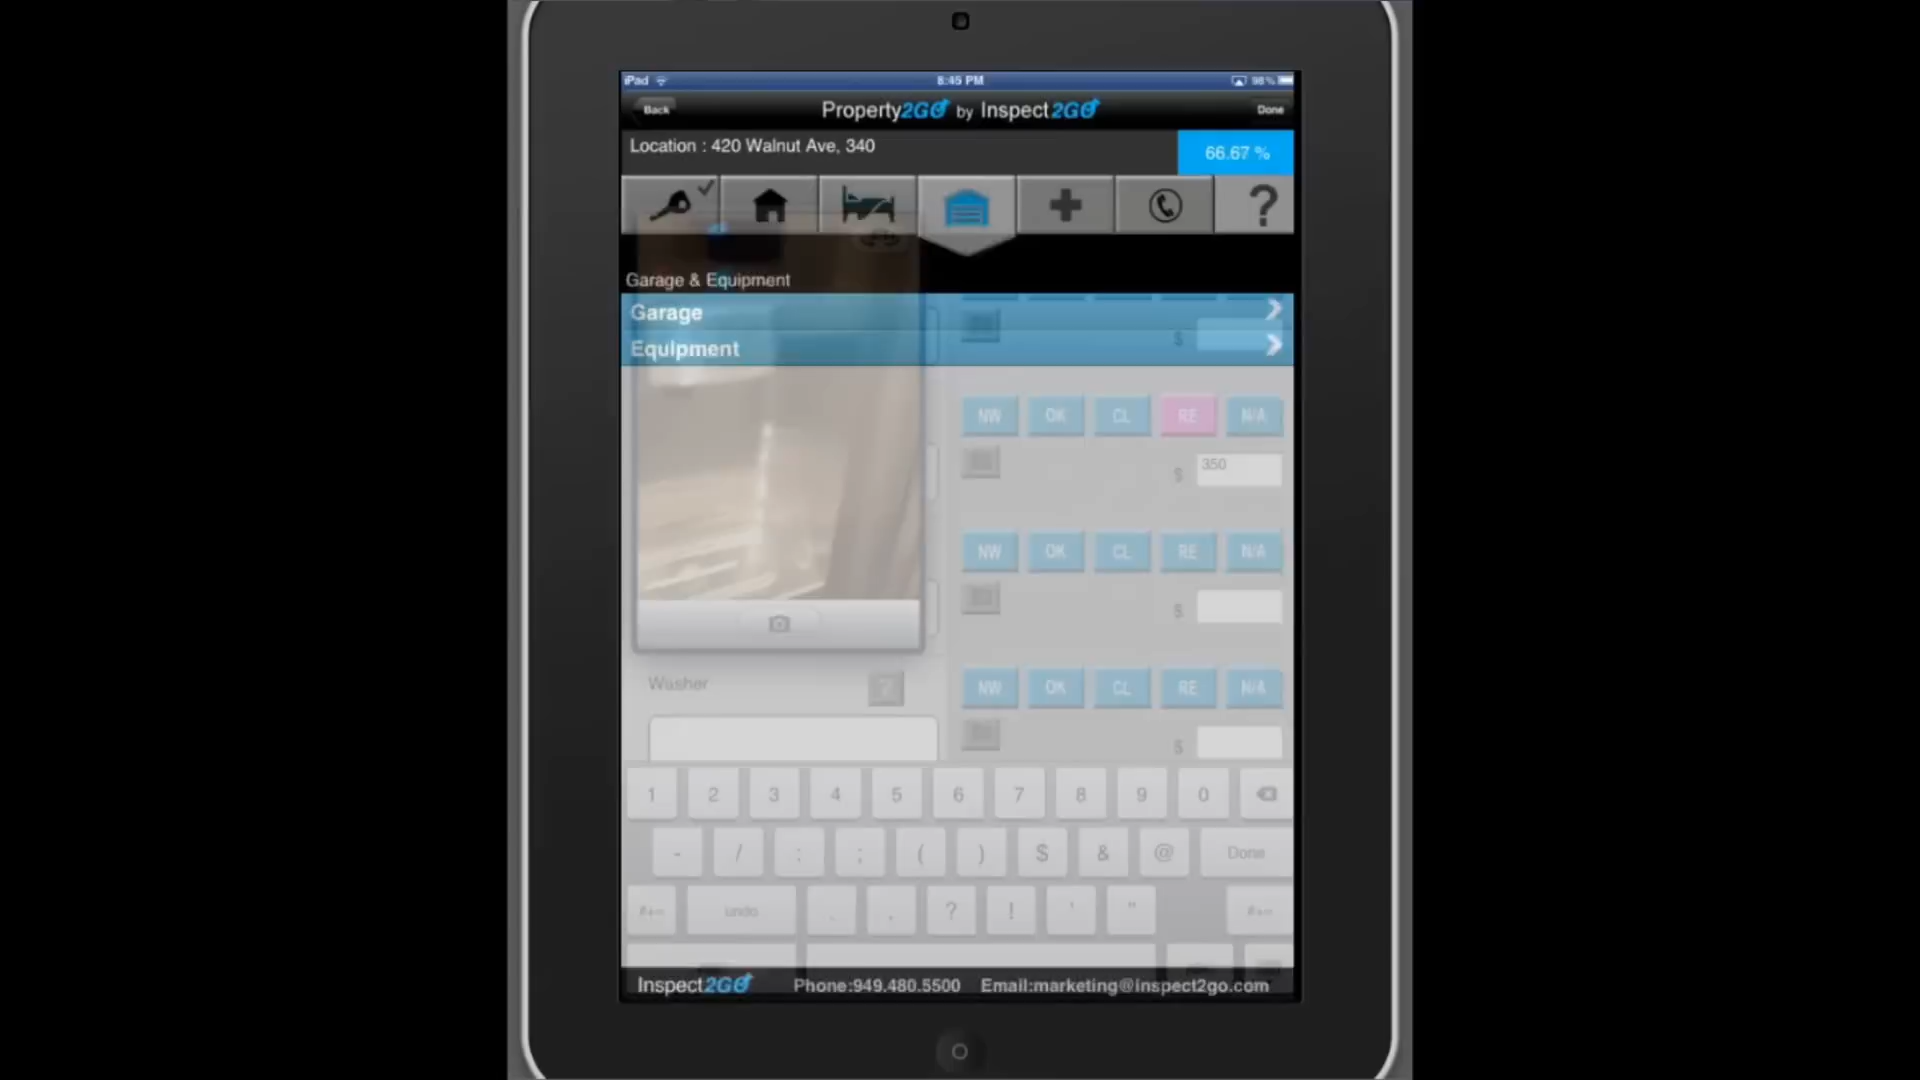 iPad 8:45 PM 98%
Back Property2GO by Inspect2GO Done
Location : 420 Walnut Ave, 340 66.67 %
?
Garage & Equipment
Garage
$
Equipment
NW OK CL RE N/A
$ 350
NW OK CL RE N/A
$
Washer ? NW OK CL RE N/A
$
1 2 3 4 5 6 7 8 9 0
- / : ; ( ) $ & @ Done
#+= undo . , ? ! ' " #+=
Inspect2GO Phone:949.480.5500 Email:marketing@inspect2go.com